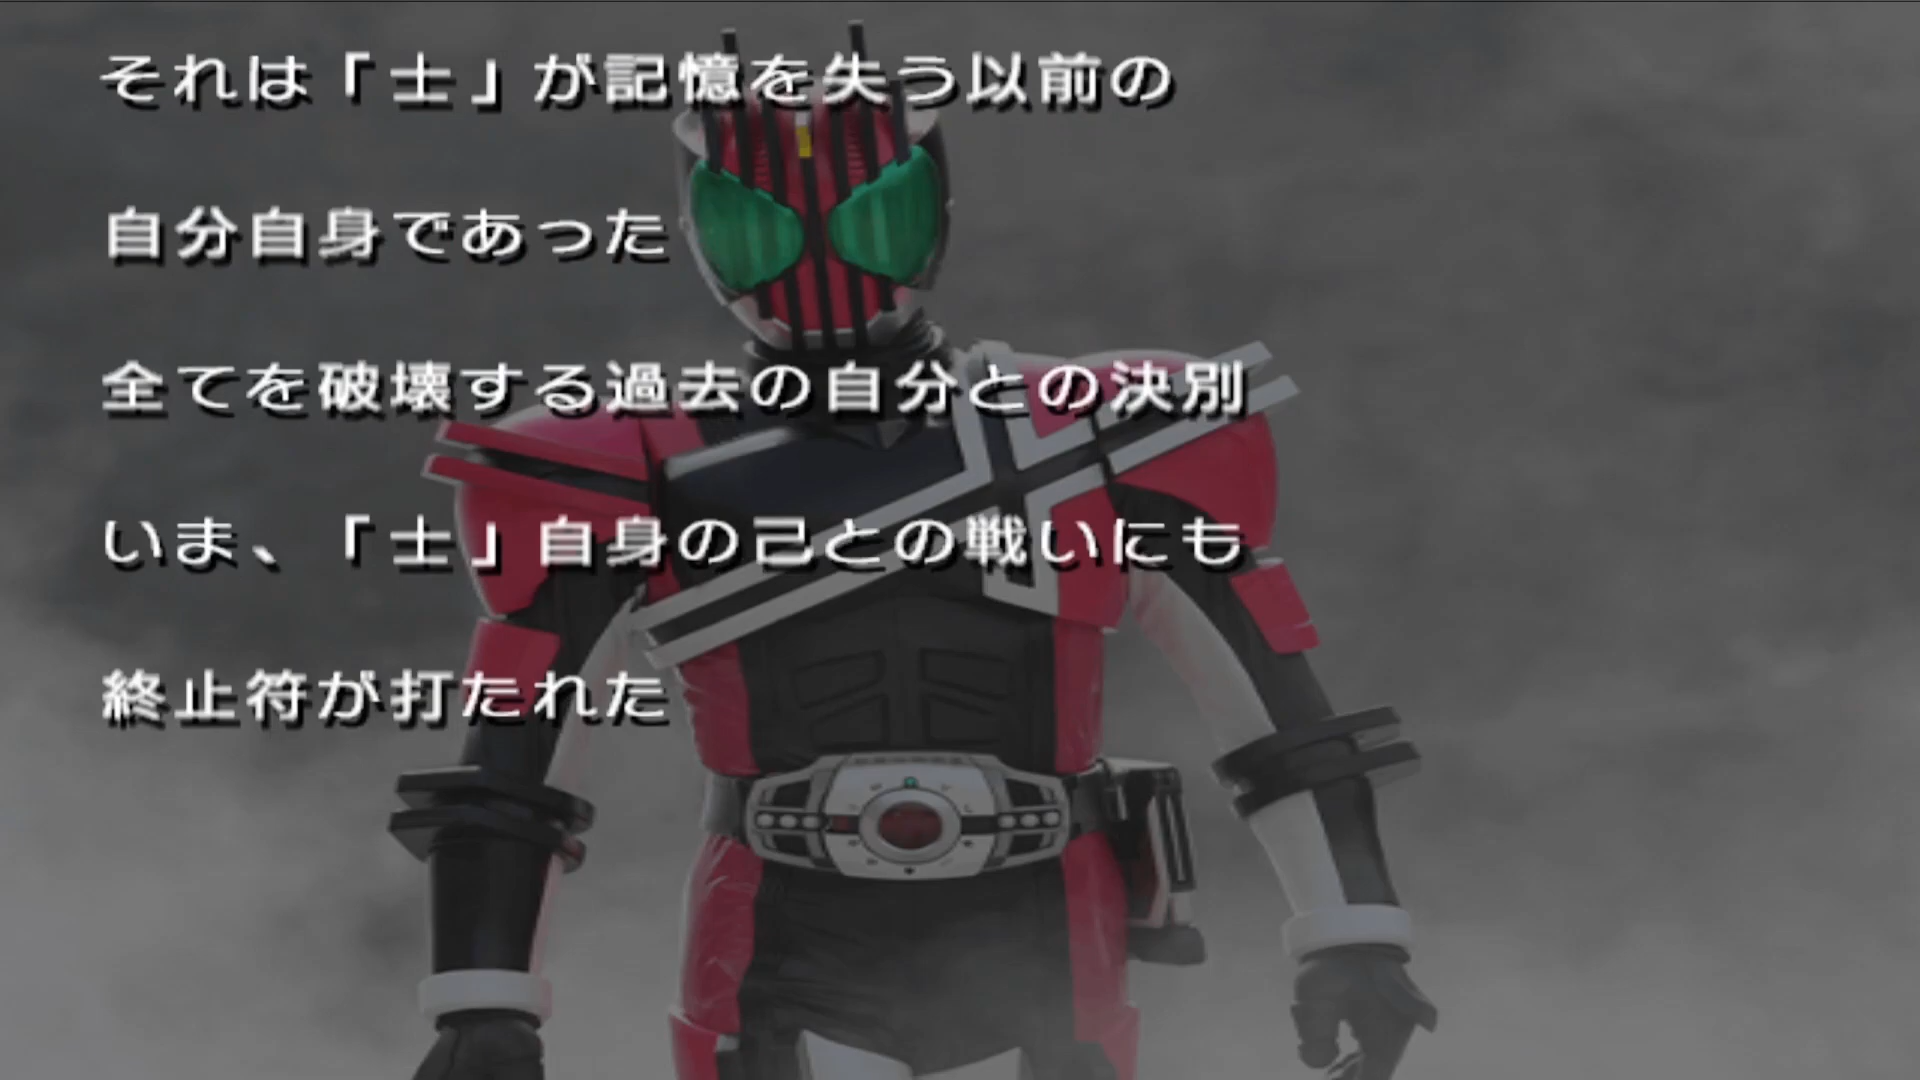 それは「士」が記憶を失う以前の
自分自身であった
全てを破壊する過去の自分との決別
いま、「士」自身の己との戦いにも
終止符が打たれた